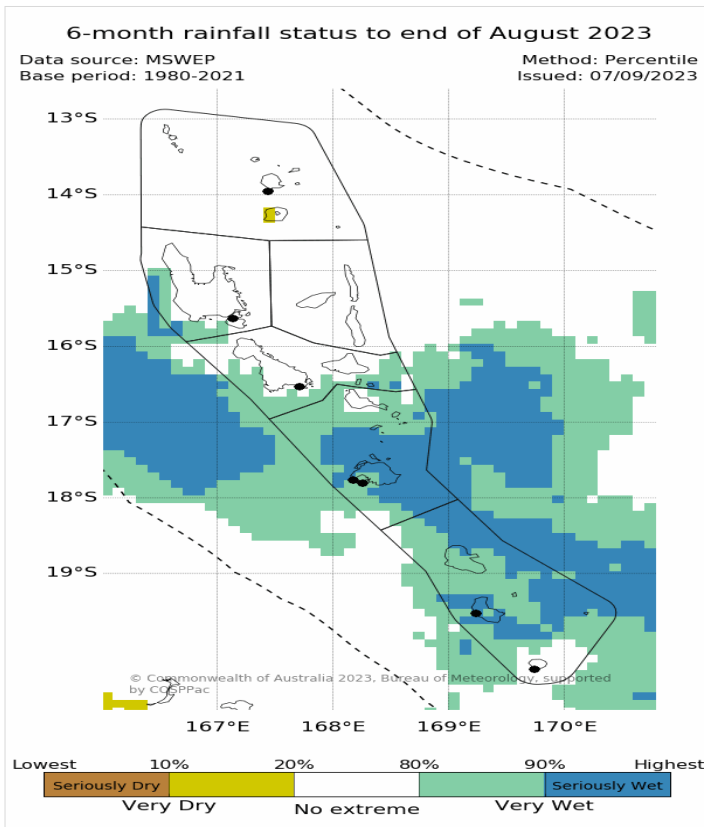 6-month rainfall status to end of August 2023
Data source: MSWEP
Method: Percentile
Base period: 1980-2021
Issued: 07/09/2023
13°S
14°S
15°S
16°S
17°S
18°S
19°S
© Commonwealth of Australia 2023, Bureau of Meteorology, supported
by COSPPac
167°E 168°E 169°E 170°E
Lowest 10% 20% 80% 90% Highest
Seriously Dry Seriously Wet
Very Dry No extreme Very Wet